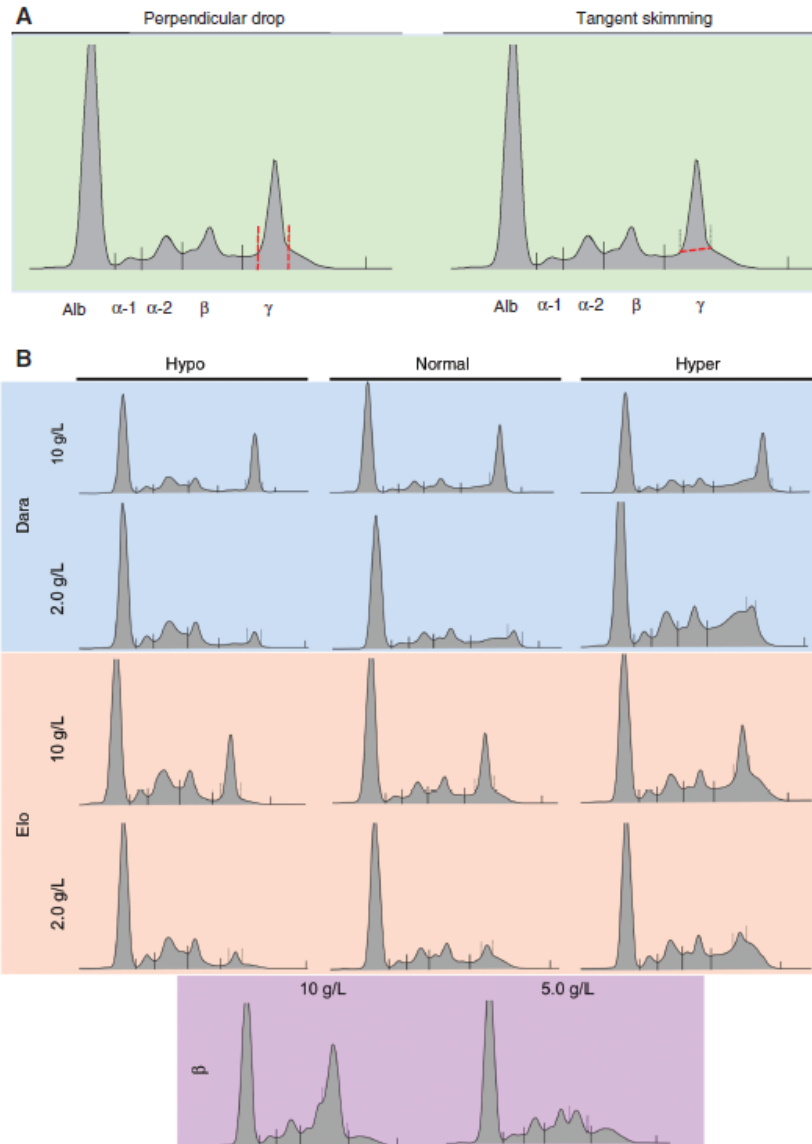 A
Perpendicular drop Tangent skimming
Alb α-1 α-2 β γ Alb α-1 α-2 β γ
B
Hypo Normal Hyper
Dara
10 g/L
2.0 g/L
Elo
10 g/L
2.0 g/L
10 g/L 5.0 g/L
β